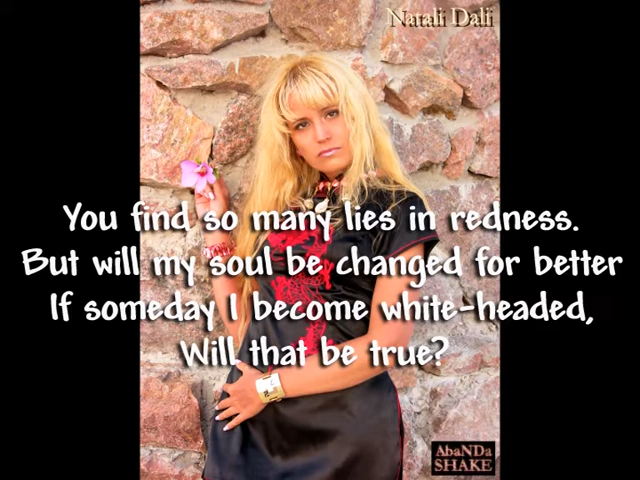 Natali Dali
You find so many lies in redness.
But will my soul be changed for better
If someday I become white-headed,
Will that be true?
AbaNDa
SHAKE